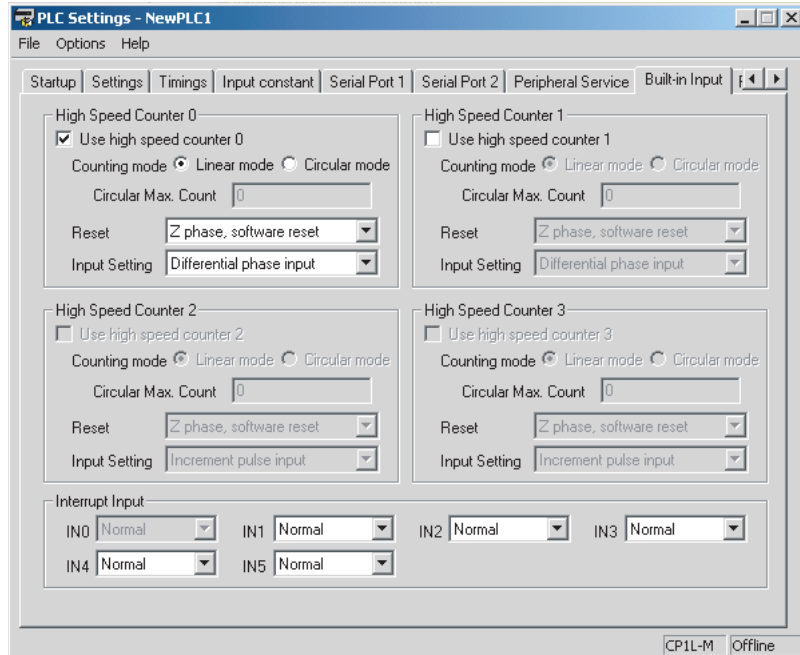 PLC Settings - NewPLC1
File Options Help
Startup Settings Timings Input constant Serial Port 1 Serial Port 2 Peripheral Service Built-in Input
High Speed Counter 0
Use high speed counter 0
Counting mode Linear mode Circular mode
Circular Max. Count 0
Reset Z phase, software reset
Input Setting Differential phase input
High Speed Counter 1
Use high speed counter 1
Counting mode Linear mode Circular mode
Circular Max. Count 0
Reset Z phase, software reset
Input Setting Differential phase input
High Speed Counter 2
Use high speed counter 2
Counting mode Linear mode Circular mode
Circular Max. Count 0
Reset Z phase, software reset
Input Setting Increment pulse input
High Speed Counter 3
Use high speed counter 3
Counting mode Linear mode Circular mode
Circular Max. Count 0
Reset Z phase, software reset
Input Setting Increment pulse input
Interrupt Input
IN0 Normal IN1 Normal IN2 Normal IN3 Normal
IN4 Normal IN5 Normal
CP1L-M Offline